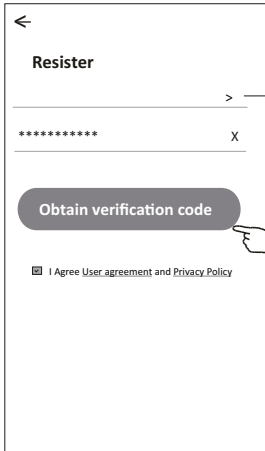 Resister
>
*********** X
Obtain verification code
I Agree User agreement and Privacy Policy